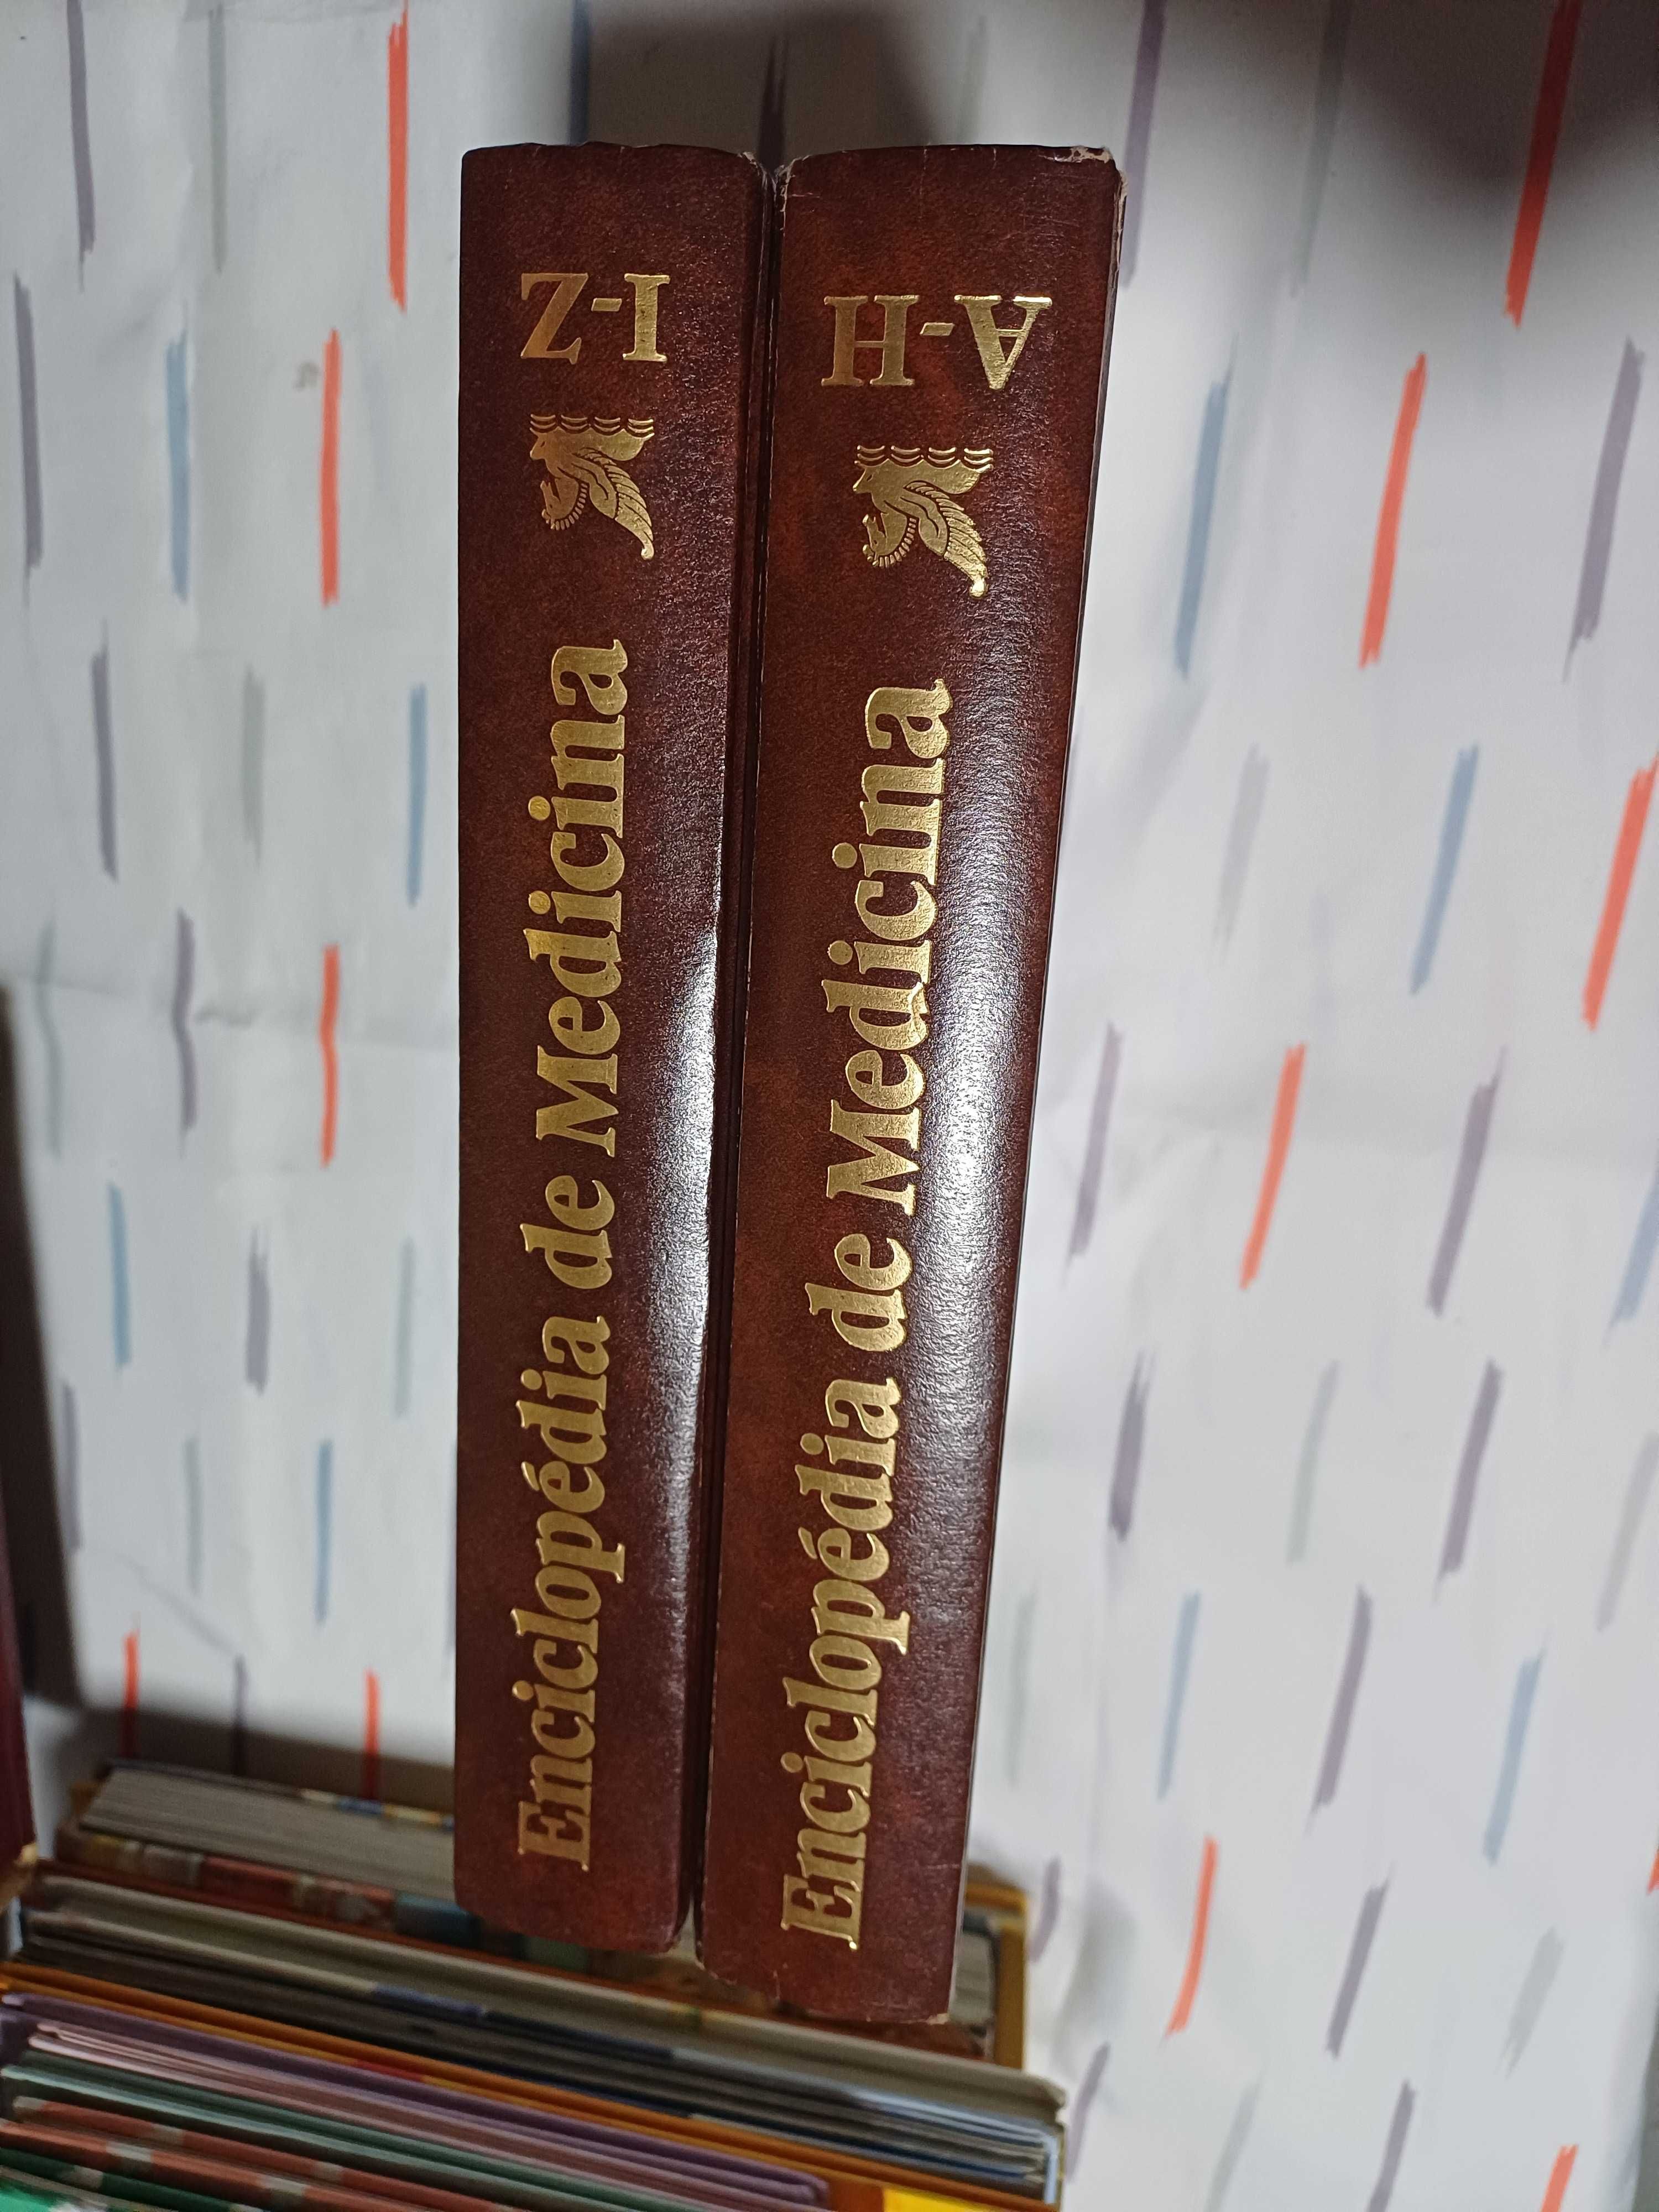 Enciclopédia de Medicina
I-Z
Enciclopédia de Medicina
A-H